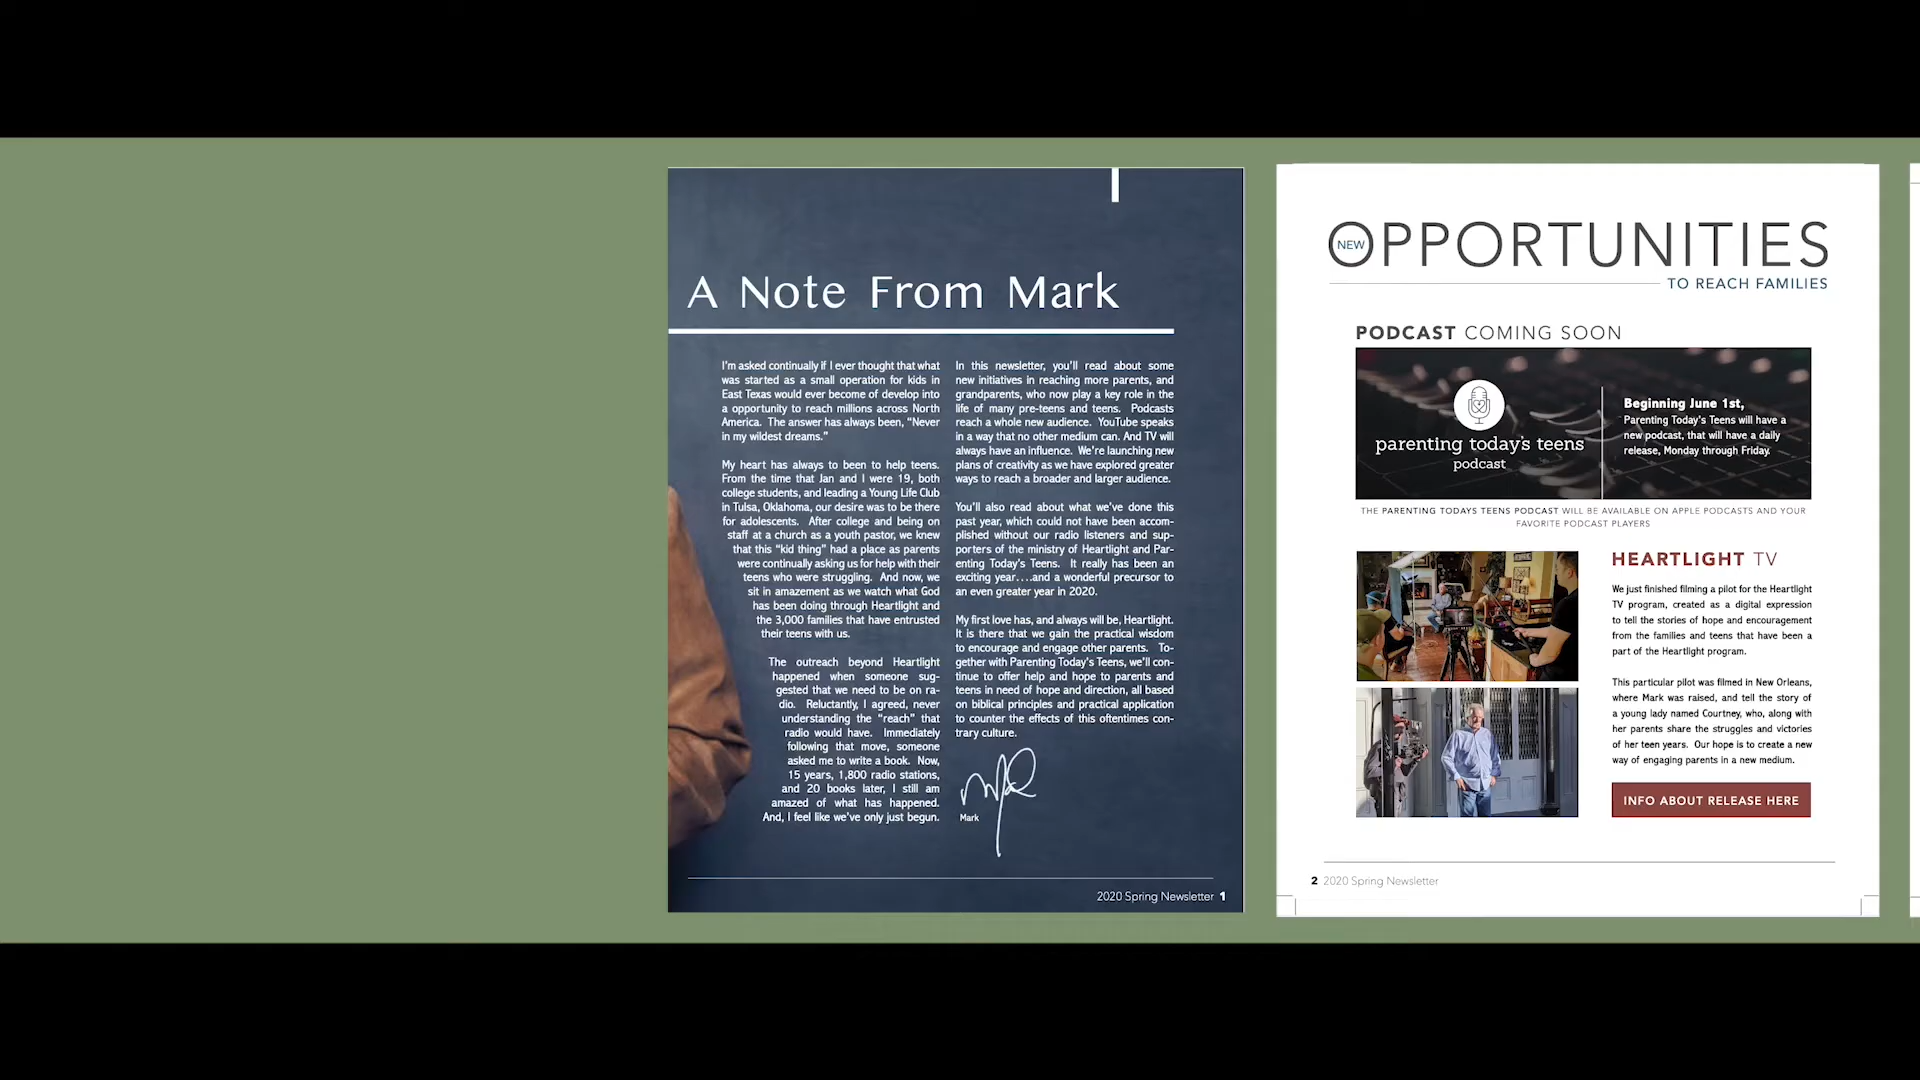 A Note From Mark
I'm asked continually if I ever thought that what
was started as a small operation for kids in
East Texas would ever become of develop into
a opportunity to reach millions across North
America. The answer has always been, "Never
in my wildest dreams."
My heart has always to been to help teens.
From the time that Jan and I were 19, both
college students, and leading a Young Life Club
in Tulsa, Oklahoma, our desire was to be there
for adolescents. After college and being on
staff at a church as a youth pastor, we knew
that this "kid thing" had a place as parents
were continually asking us for help with their
teens who were struggling. And now, we
sit in amazement as we watch what God
has been doing through Heartlight and
the 3,000 families that have entrusted
their teens with us.
The outreach beyond Heartlight
happened when someone sug-
gested that we need to be on ra-
dio. Reluctantly, I agreed, never
understanding the "reach" that
radio would have. Immediately
following that move, someone
asked me to write a book. Now,
15 years, 1,800 radio stations,
and 20 books later, I still am
amazed of what has happened.
And, I feel like we've only just begun.
In this newsletter, you'll read about some
new initiatives in reaching more parents, and
grandparents, who now play a key role in the
life of many pre-teens and teens. Podcasts
reach a whole new audience. YouTube speaks
in a way that no other medium can. And TV will
always have an influence. We're launching new
plans of creativity as we have explored greater
ways to reach a broader and larger audience.
You'll also read about what we've done this
past year, which could not have been accom-
plished without our radio listeners and sup-
porters of the ministry of Heartlight and Par-
enting Today's Teens. It really has been an
exciting year....and a wonderful precursor to
an even greater year in 2020.
My first love has, and always will be, Heartlight.
It is there that we gain the practical wisdom
to encourage and engage other parents. To-
gether with Parenting Today's Teens, we'll con-
tinue to offer help and hope to parents and
teens in need of hope and direction, all based
on biblical principles and practical application
to counter the effects of this oftentimes con-
trary culture.
Mark
2020 Spring Newsletter 1
NEW OPPORTUNITIES
TO REACH FAMILIES
PODCAST COMING SOON
parenting today's teens
podcast
Beginning June 1st,
Parenting Today's Teens will have a
new podcast, that will have a daily
release, Monday through Friday.
THE PARENTING TODAYS TEENS PODCAST WILL BE AVAILABLE ON APPLE PODCASTS AND YOUR
FAVORITE PODCAST PLAYERS
HEARTLIGHT TV
We just finished filming a pilot for the Heartlight
TV program, created as a digital expression
to tell the stories of hope and encouragement
from the families and teens that have been a
part of the Heartlight program.
This particular pilot was filmed in New Orleans,
where Mark was raised, and tell the story of
a young lady named Courtney, who, along with
her parents share the struggles and victories
of her teen years. Our hope is to create a new
way of engaging parents in a new medium.
INFO ABOUT RELEASE HERE
2 2020 Spring Newsletter